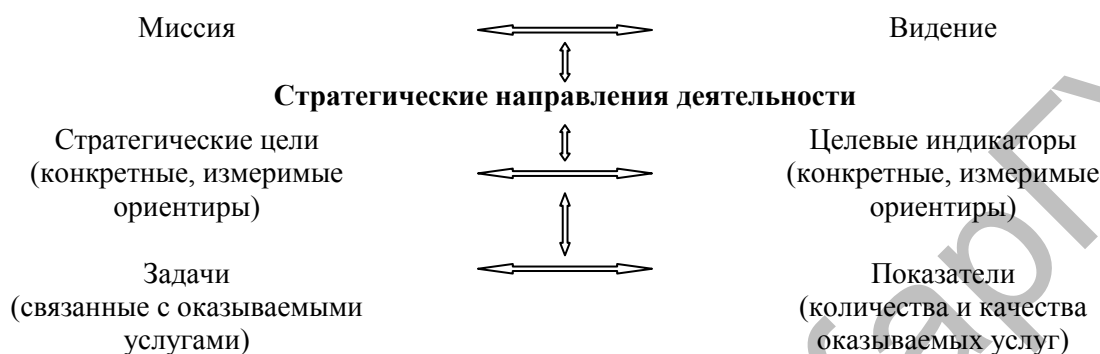 Миссия
Видение
Стратегические направления деятельности
Стратегические цели
(конкретные, измеримые
ориентиры)
Целевые индикаторы
(конкретные, измеримые
ориентиры)
Задачи
(связанные с оказываемыми
услугами)
Показатели
(количества и качества
оказываемых услуг)